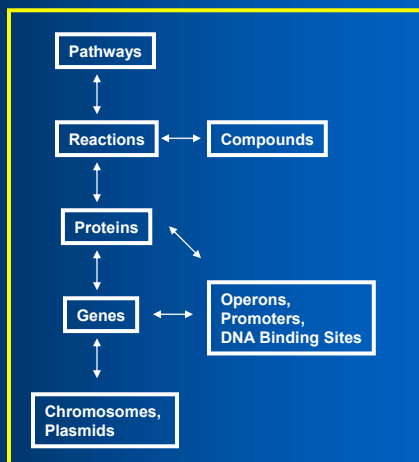 Pathways
Reactions
Compounds
Proteins
Genes
Operons,
Promoters,
DNA Binding Sites
Chromosomes,
Plasmids